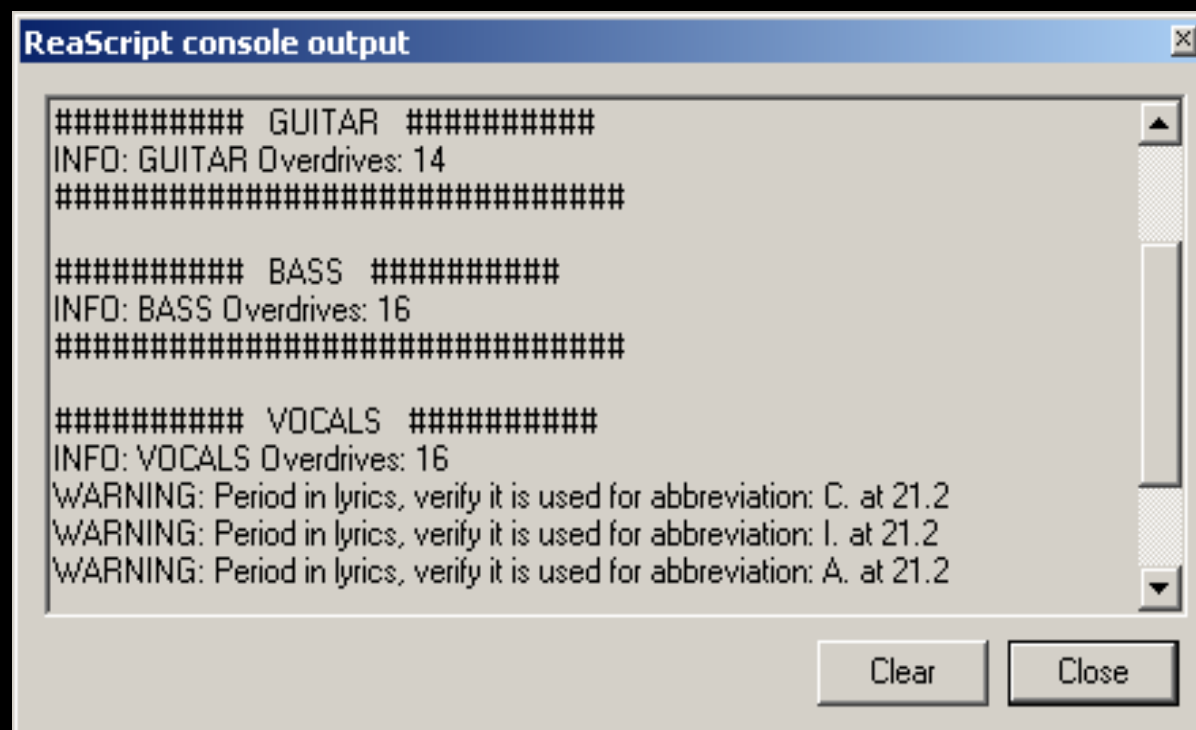 ReaScript console output
########## GUITAR ##########
INFO: GUITAR Overdrives: 14
##############################
########## BASS ##########
INFO: BASS Overdrives: 16
##############################
########## VOCALS ##########
INFO: VOCALS Overdrives: 16
WARNING: Period in lyrics, verify it is used for abbreviation: C. at 21.2
WARNING: Period in lyrics, verify it is used for abbreviation: I. at 21.2
WARNING: Period in lyrics, verify it is used for abbreviation: A. at 21.2
Clear Close